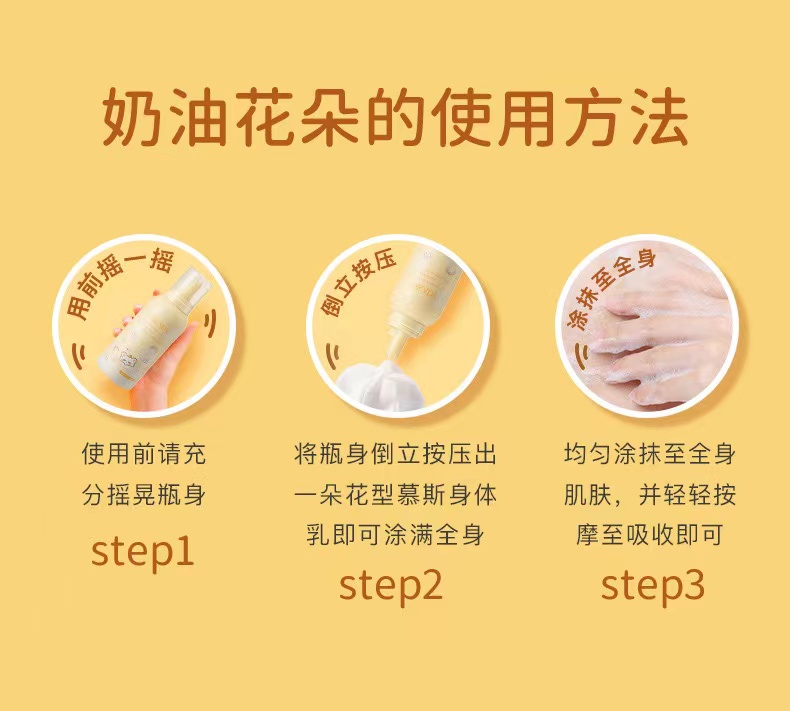 奶油花朵的使用方法
用前摇一摇
使用前请充
分摇晃瓶身
step1
倒立按压
将瓶身倒立按压出
一朵花型慕斯身体
乳即可涂满全身
step2
涂抹至全身
均匀涂抹至全身
肌肤，并轻轻按
摩至吸收即可
step3